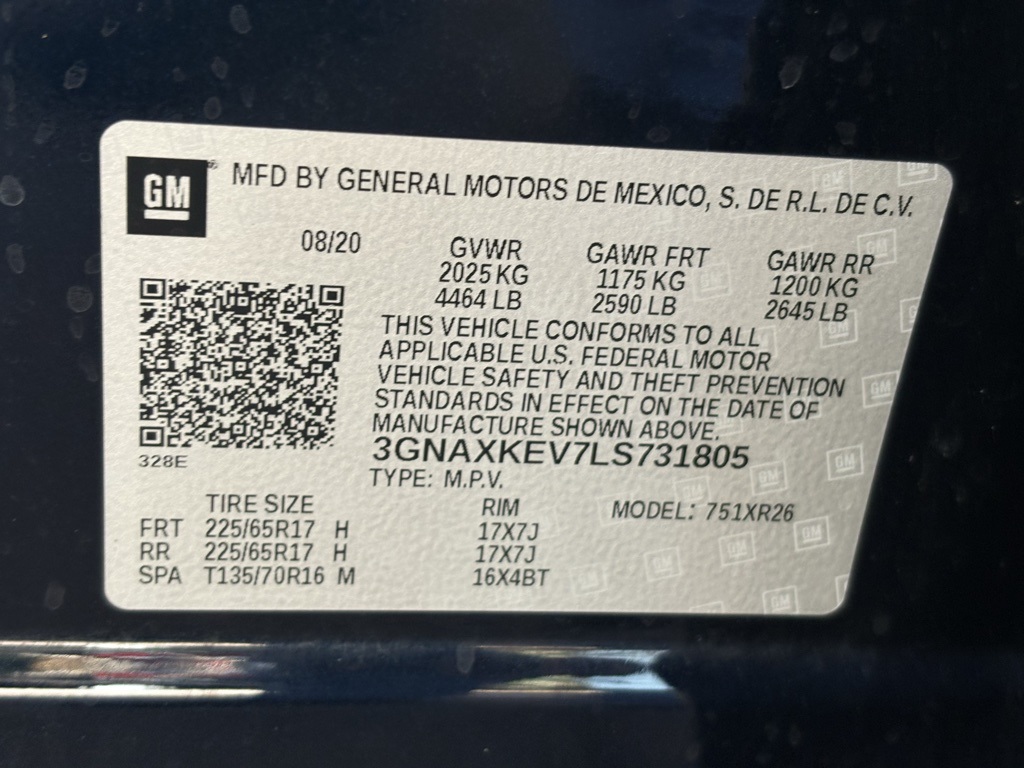 GM MFD BY GENERAL MOTORS DE MEXICO, S. DE R.L. DE C.V.
08/20 GVWR GAWR FRT GAWR RR
2025 KG 1175 KG 1200 KG
4464 LB 2590 LB 2645 LB
THIS VEHICLE CONFORMS TO ALL
APPLICABLE U.S. FEDERAL MOTOR
VEHICLE SAFETY AND THEFT PREVENTION
STANDARDS IN EFFECT ON THE DATE OF
MANUFACTURE SHOWN ABOVE.
3GNAXKEV7LS731805
328E
TYPE: M.P.V.
TIRE SIZE RIM MODEL: 751XR26
FRT 225/65R17 H 17X7J
RR 225/65R17 H 17X7J
SPA T135/70R16 M 16X4BT